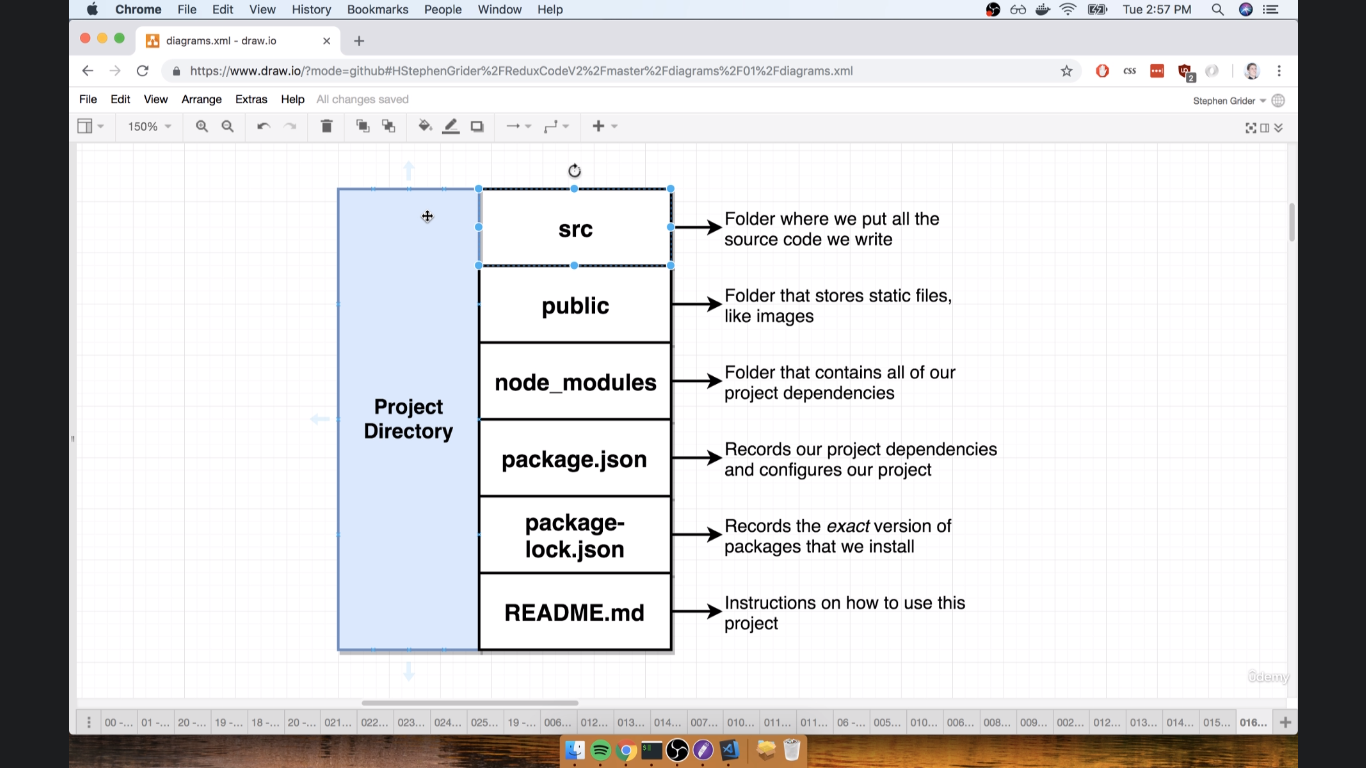 Chrome File Edit View History Bookmarks People Window Help Tue 2:57 PM
diagrams.xml - draw.io
https://www.draw.io/?mode=github#HStephenGrider%2FReduxCodeV2%2Fmaster%2Fdiagrams%2F01%2Fdiagrams.xml
CSS
2
File Edit View Arrange Extras Help All changes saved
Stephen Grider
150%
Project
Directory
src
Folder where we put all the
source code we write
public
Folder that stores static files,
like images
node_modules
Folder that contains all of our
project dependencies
package.json
Records our project dependencies
and configures our project
package-
lock.json
Records the exact version of
packages that we install
README.md
Instructions on how to use this
project
udemy
00 -... 01 -... 20 -... 19 -... 18 -... 20 -... 021... 022... 023... 024... 025... 19 -... 006... 012... 013... 014... 007... 010... 011... 011... 06 -... 005... 010... 006... 008... 009... 002... 012... 013... 014... 015... 016...